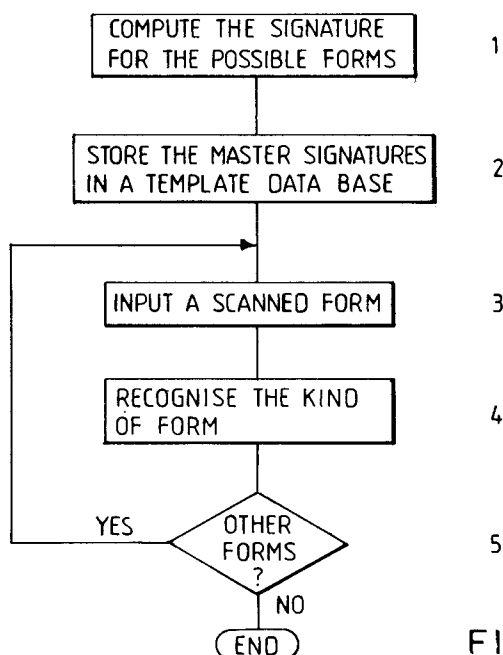 COMPUTE THE SIGNATURE
FOR THE POSSIBLE FORMS
1
STORE THE MASTER SIGNATURES
IN A TEMPLATE DATA BASE
2
INPUT A SCANNED FORM
3
RECOGNISE THE KIND
OF FORM
4
YES
OTHER
FORMS
?
5
NO
END
FI